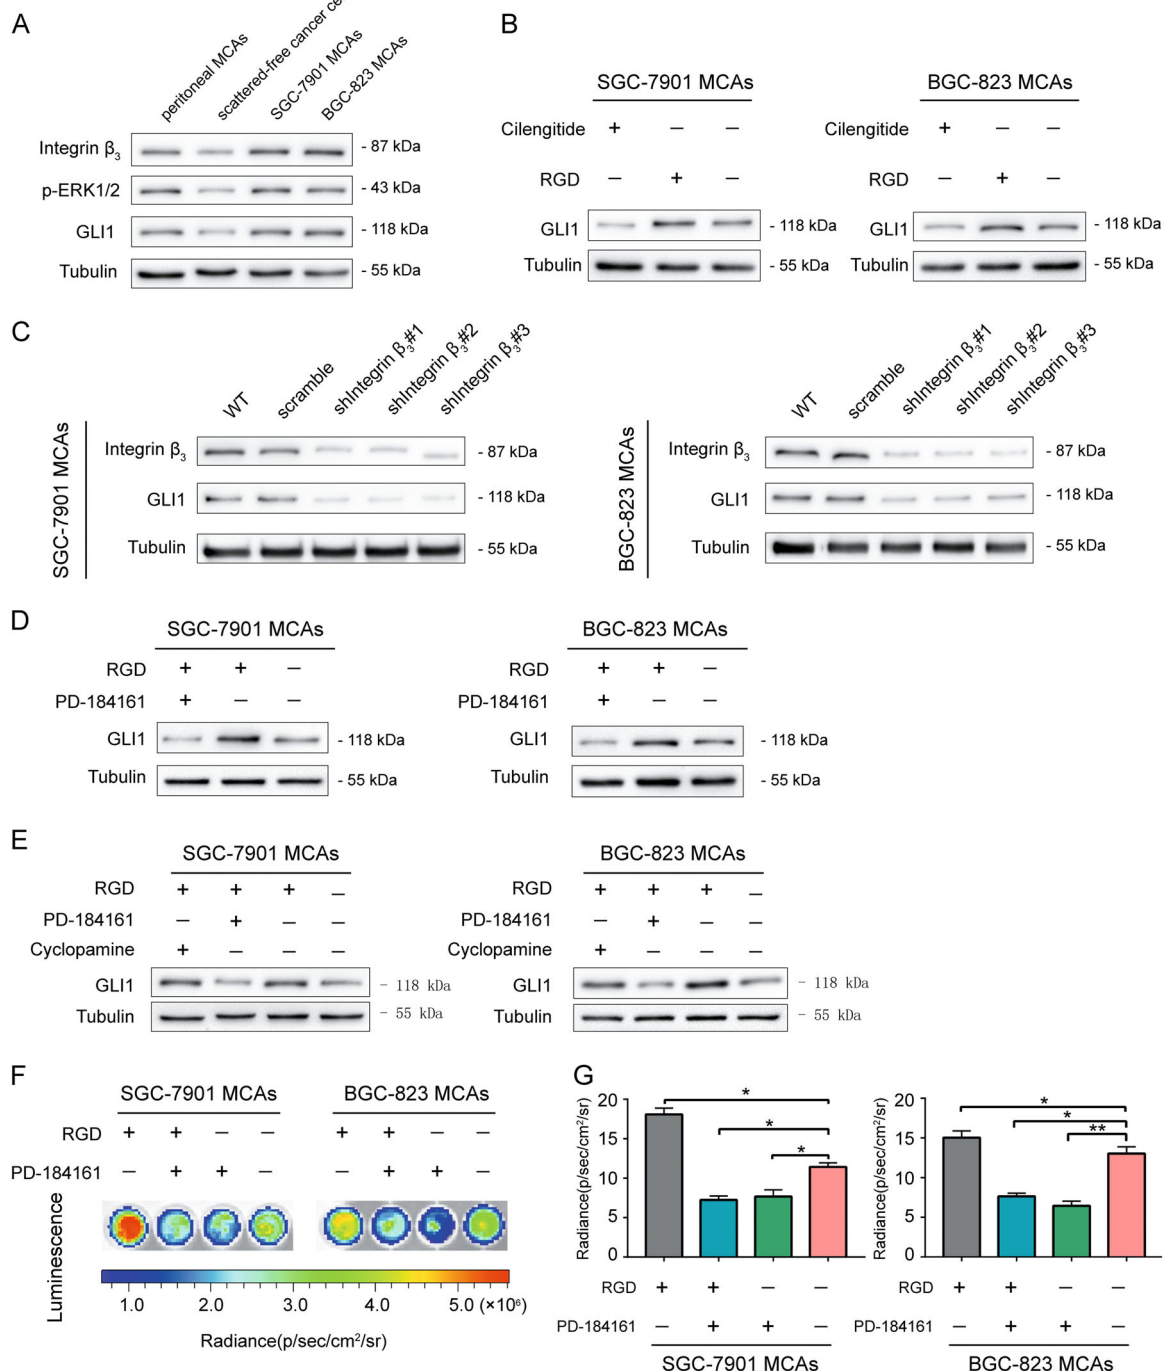 A
peritoneal MCAs
scattered-free cancer
SGC-7901 MCAs
BGC-823 MCAs
Integrin β3 - 87 kDa
p-ERK1/2 - 43 kDa
GLI1 - 118 kDa
Tubulin - 55 kDa
B
SGC-7901 MCAs BGC-823 MCAs
Cilengitide + – – Cilengitide + – –
RGD – + – RGD – + –
GLI1 - 118 kDa GLI1 - 118 kDa
Tubulin - 55 kDa Tubulin - 55 kDa
C
SGC-7901 MCAs
WT
scramble
shIntegrin β3#1
shIntegrin β3#2
shIntegrin β3#3
Integrin β3 - 87 kDa
GLI1 - 118 kDa
Tubulin - 55 kDa
BGC-823 MCAs
WT
scramble
shIntegrin β3#1
shIntegrin β3#2
shIntegrin β3#3
Integrin β3 - 87 kDa
GLI1 - 118 kDa
Tubulin - 55 kDa
D
SGC-7901 MCAs BGC-823 MCAs
RGD + + – RGD + + –
PD-184161 + – – PD-184161 + – –
GLI1 - 118 kDa GLI1 - 118 kDa
Tubulin - 55 kDa Tubulin - 55 kDa
E
SGC-7901 MCAs BGC-823 MCAs
RGD + + + – RGD + + + –
PD-184161 – + – – PD-184161 – + – –
Cyclopamine + – – – Cyclopamine + – – –
GLI1 - 118 kDa GLI1 - 118 kDa
Tubulin - 55 kDa Tubulin - 55 kDa
F
SGC-7901 MCAs BGC-823 MCAs
RGD + + – – + + – –
PD-184161 – + + – – + + –
Luminescence
1.0 2.0 3.0 4.0 5.0 (×10⁶)
Radiance(p/sec/cm²/sr)
G
Radiance(p/sec/cm²/sr)
20
15
10
5
0
* * *
RGD + + – –
PD-184161 – + + –
SGC-7901 MCAs
Radiance(p/sec/cm²/sr)
20
15
10
5
0
* * **
RGD + + – –
PD-184161 – + + –
BGC-823 MCAs